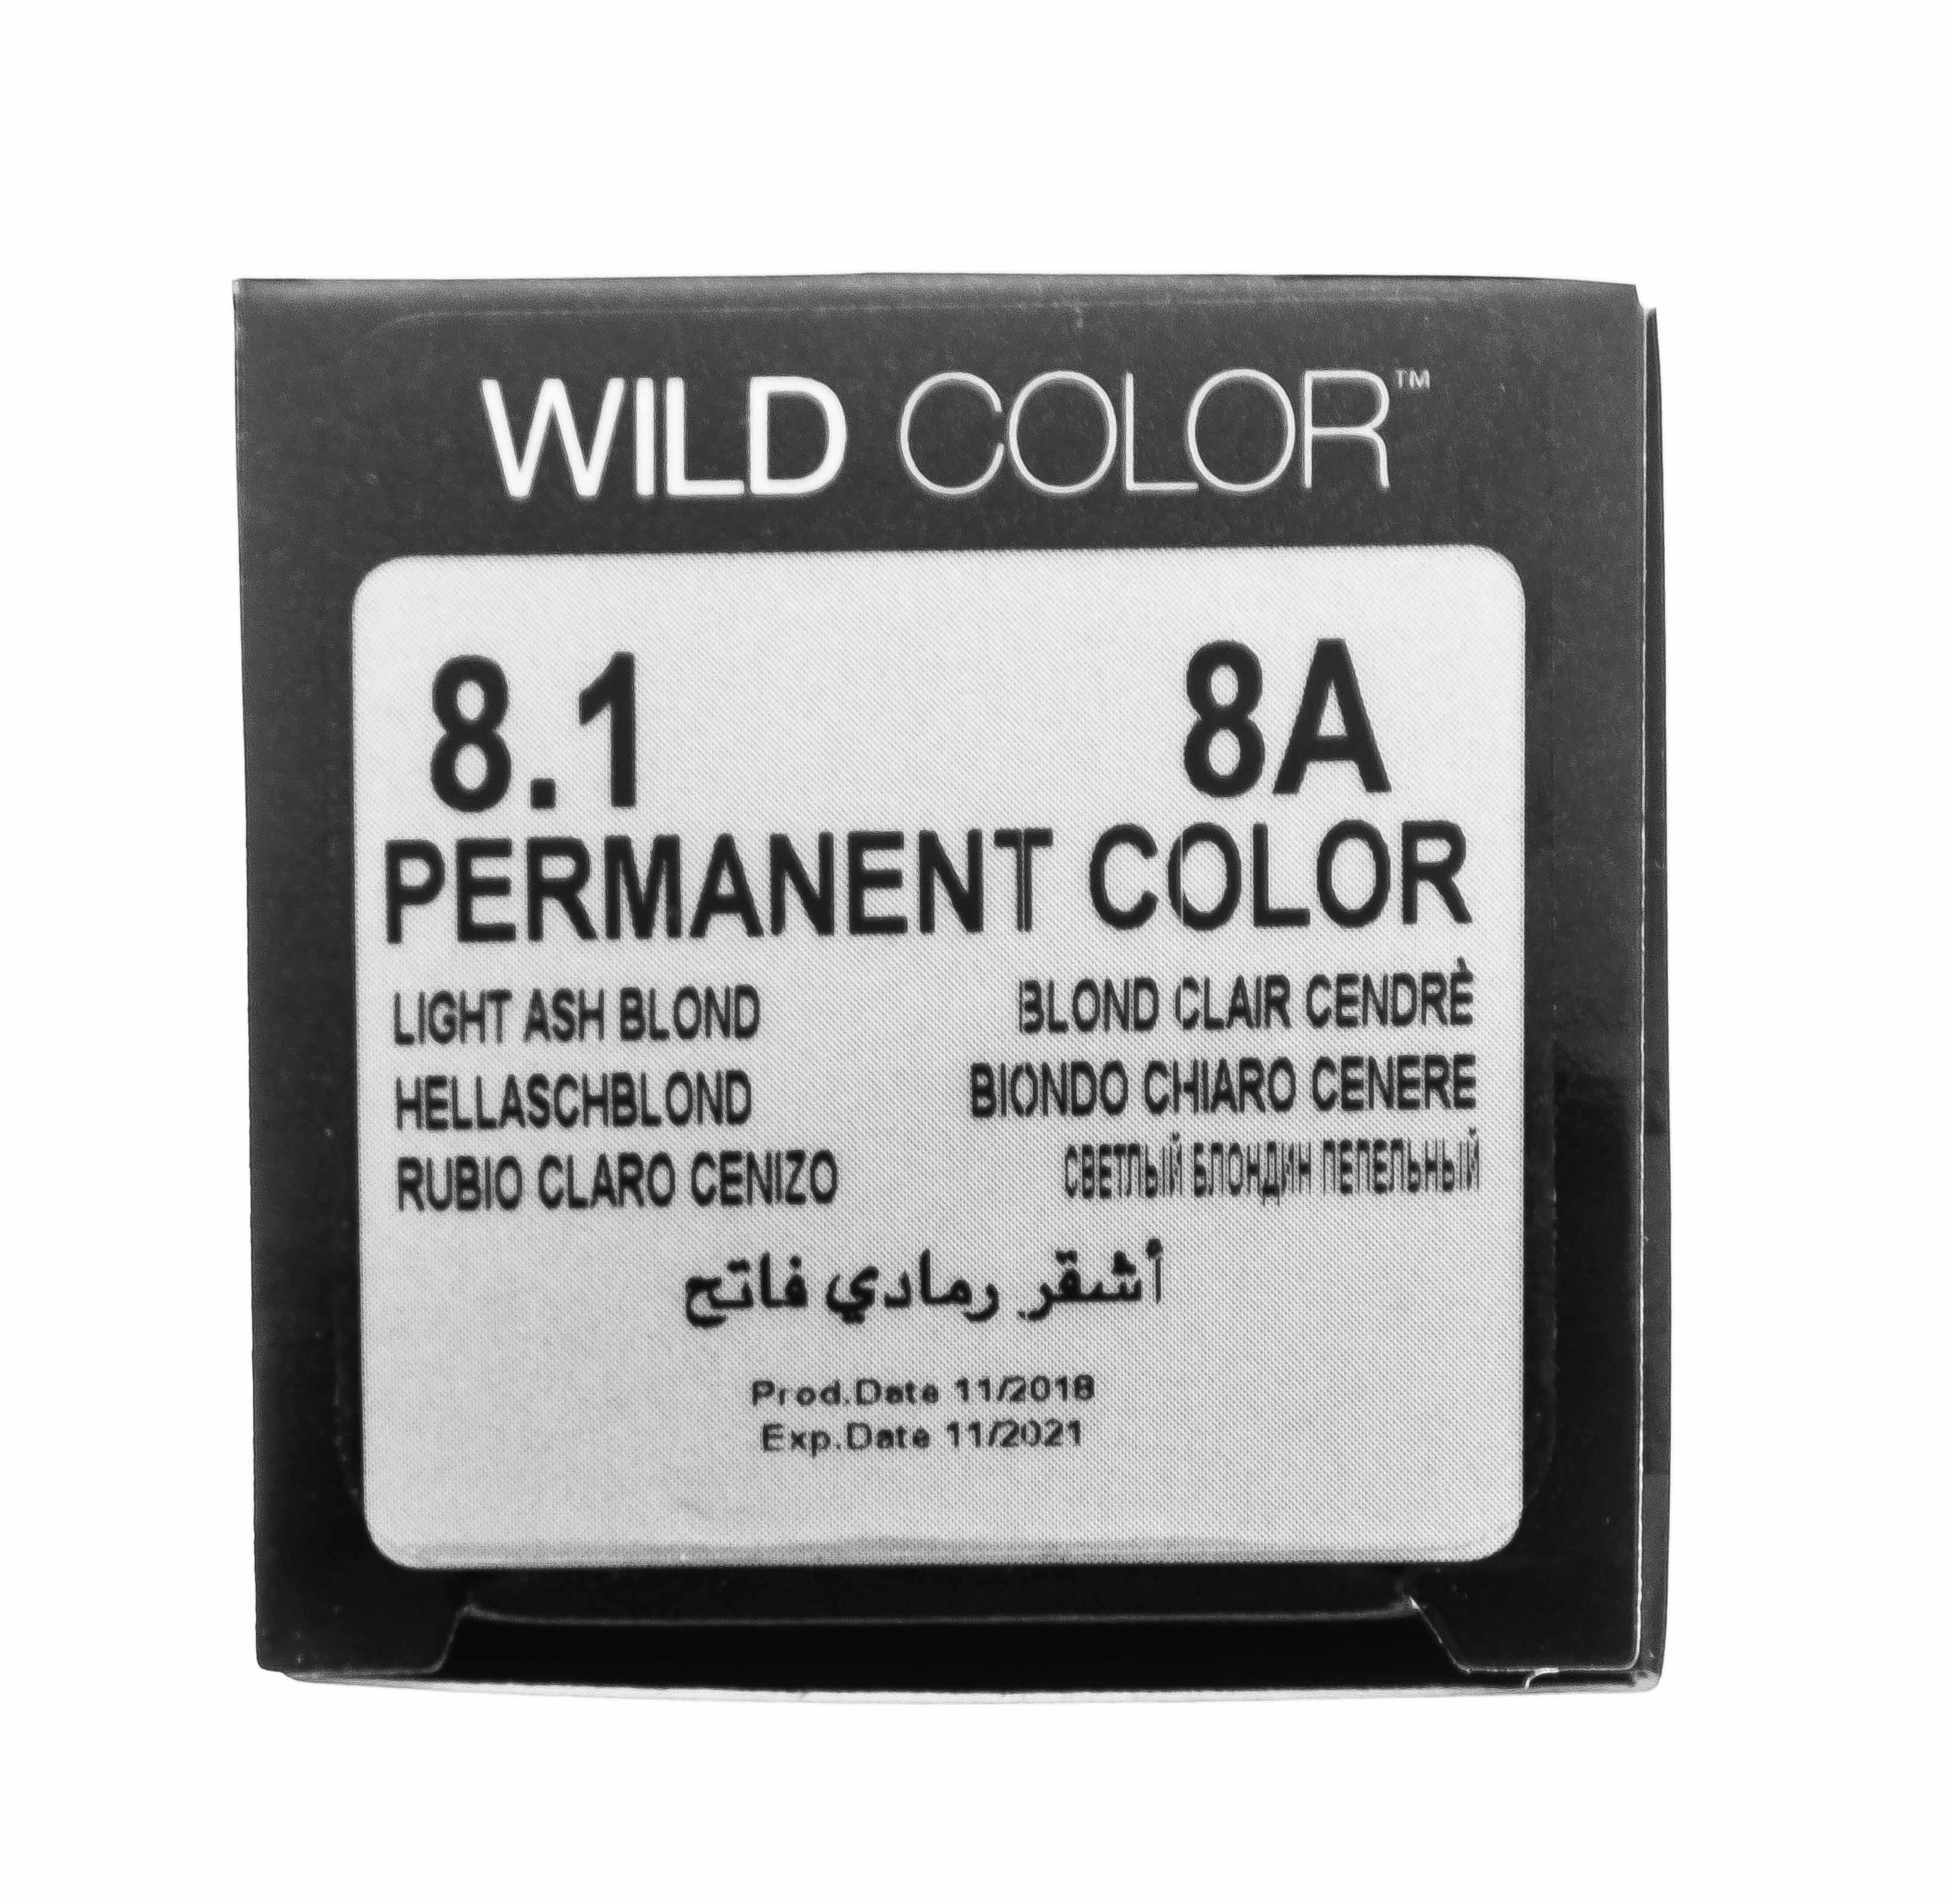 WILD COLOR™
8.1 8A
PERMANENT COLOR
LIGHT ASH BLOND BLOND CLAIR CENDRÈ
HELLASCHBLOND BIONDO CHIARO CENERE
RUBIO CLARO CENIZO СВЕТЛЫЙ БЛОНДИН ПЕПЕЛЬНЫЙ
أشقر رمادي فاتح
Prod.Date 11/2018
Exp.Date 11/2021